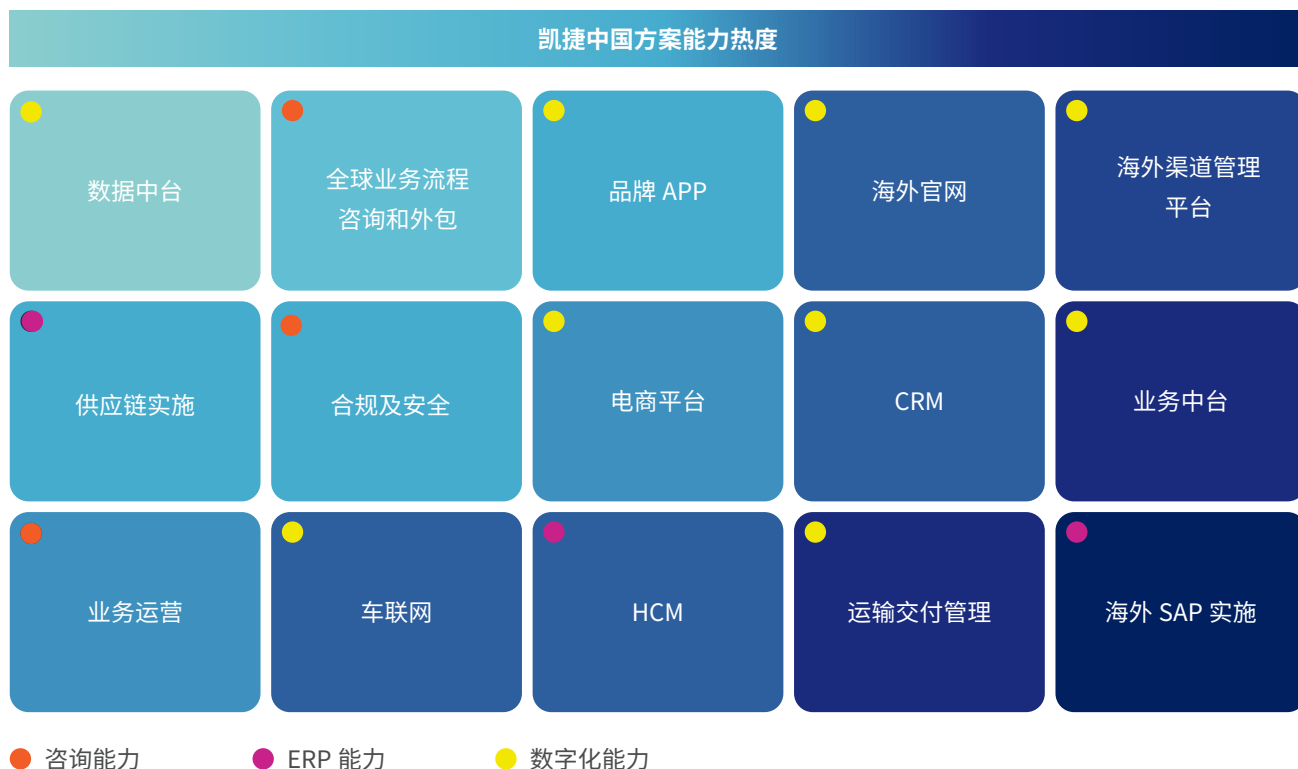 凯捷中国方案能力热度
数据中台
全球业务流程
咨询和外包
品牌 APP
海外官网
海外渠道管理
平台
供应链实施
合规及安全
电商平台
CRM
业务中台
业务运营
车联网
HCM
运输交付管理
海外 SAP 实施
咨询能力
ERP 能力
数字化能力